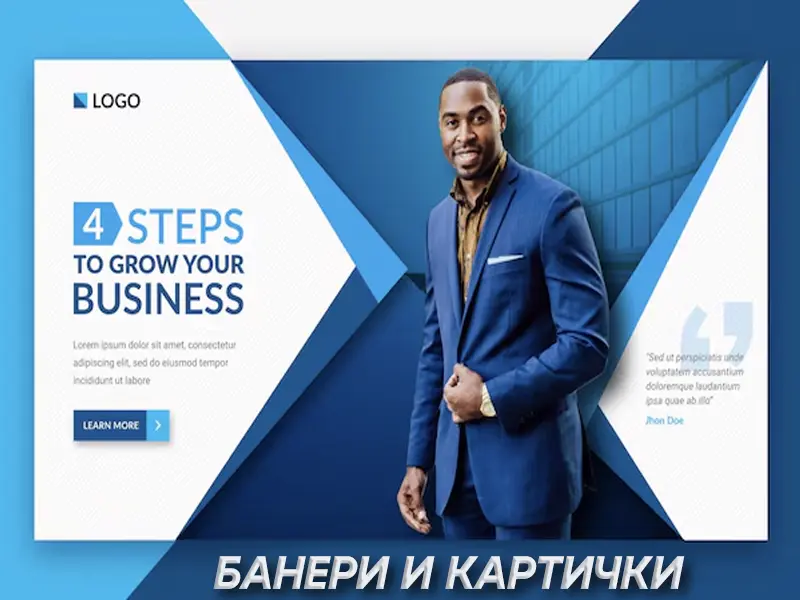 LOGO
4 STEPS
TO GROW YOUR
BUSINESS
Lorem ipsum dolor sit amet, consectetur
adipiscing elit, sed do eiusmod tempor
incididunt ut labore
LEARN MORE
"Sed ut perspiciatis unde
voluptatem accusantium
doloremque laudantium
ipsa quae ab illo"
Jhon Doe
БАНЕРИ И КАРТИЧКИ